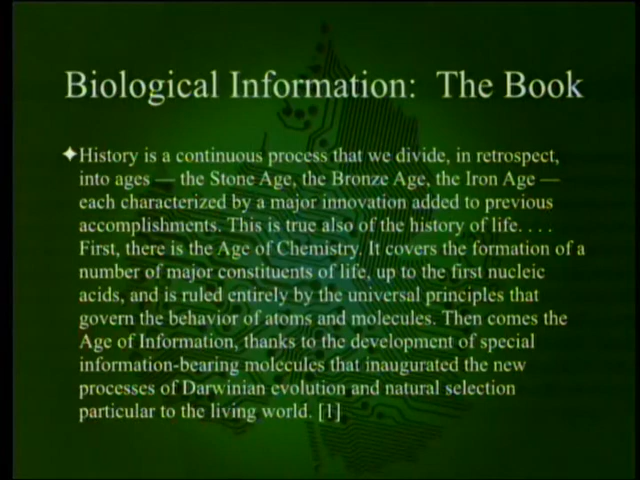 Biological Information: The Book
✦History is a continuous process that we divide, in retrospect,
into ages — the Stone Age, the Bronze Age, the Iron Age —
each characterized by a major innovation added to previous
accomplishments. This is true also of the history of life. . . .
First, there is the Age of Chemistry. It covers the formation of a
number of major constituents of life, up to the first nucleic
acids, and is ruled entirely by the universal principles that
govern the behavior of atoms and molecules. Then comes the
Age of Information, thanks to the development of special
information-bearing molecules that inaugurated the new
processes of Darwinian evolution and natural selection
particular to the living world. [1]